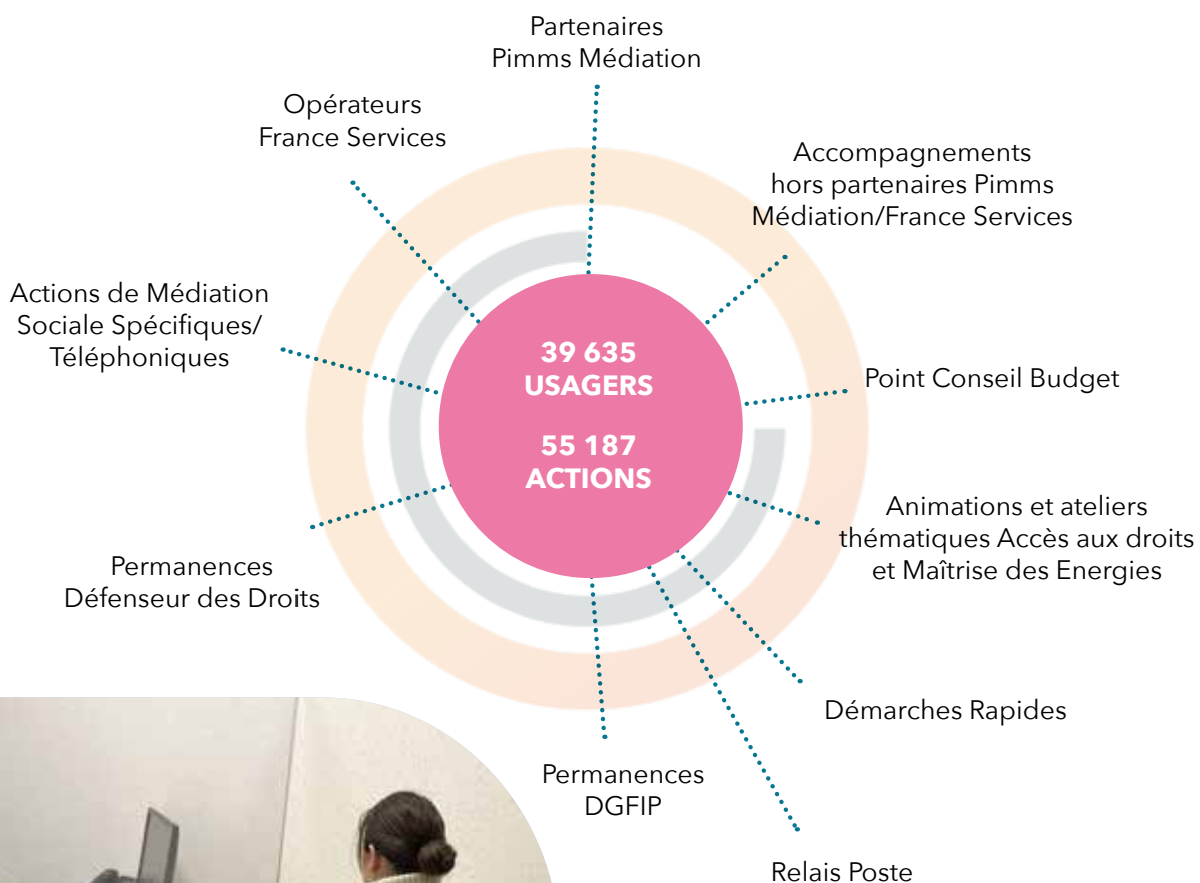 Partenaires
Pimms Médiation
Opérateurs
France Services
Accompagnements
hors partenaires Pimms
Médiation/France Services
Actions de Médiation
Sociale Spécifiques/
Téléphoniques
39 635
USAGERS
55 187
ACTIONS
Point Conseil Budget
Animations et ateliers
thématiques Accès aux droits
et Maîtrise des Energies
Permanences
Défenseur des Droits
Démarches Rapides
Permanences
DGFIP
Relais Poste